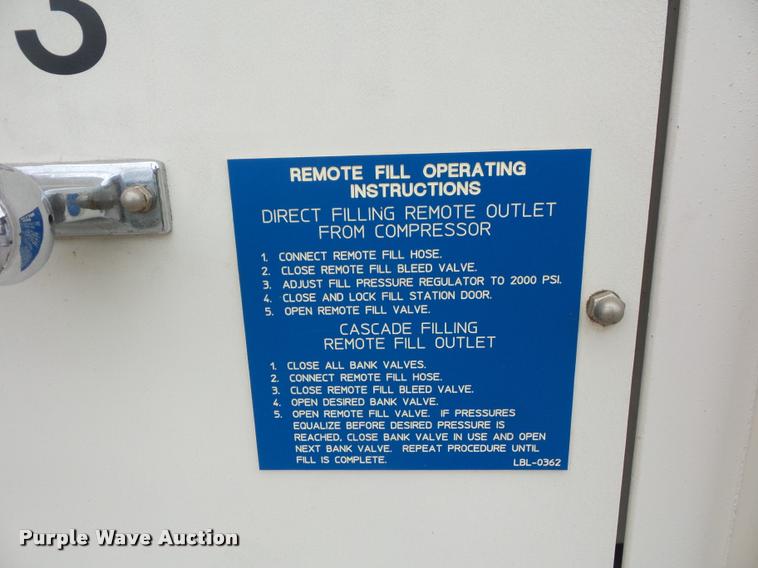 3
REMOTE FILL OPERATING
INSTRUCTIONS
DIRECT FILLING REMOTE OUTLET
FROM COMPRESSOR
1. CONNECT REMOTE FILL HOSE.
2. CLOSE REMOTE FILL BLEED VALVE.
3. ADJUST FILL PRESSURE REGULATOR TO 2000 PSI.
4. CLOSE AND LOCK FILL STATION DOOR.
5. OPEN REMOTE FILL VALVE.
CASCADE FILLING
REMOTE FILL OUTLET
1. CLOSE ALL BANK VALVES.
2. CONNECT REMOTE FILL HOSE.
3. CLOSE REMOTE FILL BLEED VALVE.
4. OPEN DESIRED BANK VALVE.
5. OPEN REMOTE FILL VALVE. IF PRESSURES
EQUALIZE BEFORE DESIRED PRESSURE IS
REACHED, CLOSE BANK VALVE IN USE AND OPEN
NEXT BANK VALVE. REPEAT PROCEDURE UNTIL
FILL IS COMPLETE. LBL-0362
Purple Wave Auction